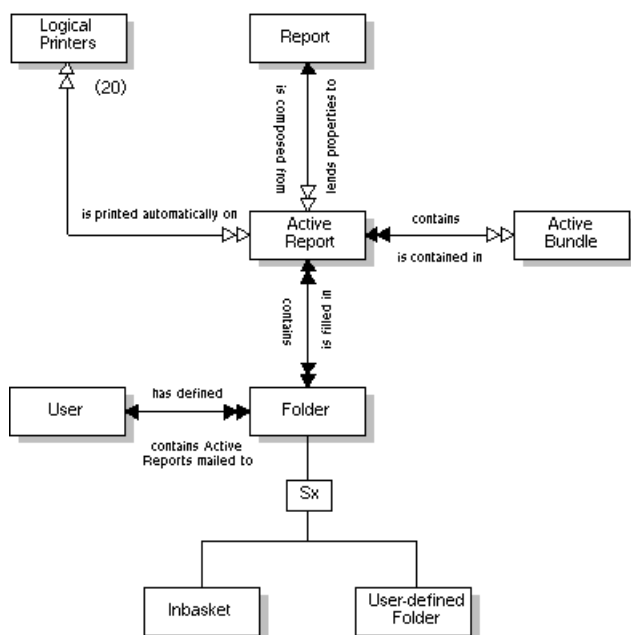 Logical
Printers
Report
(20)
is composed from
lends properties to
is printed automatically on
Active
Report
contains
is contained in
Active
Bundle
contains
is filled in
User
has defined
contains Active
Reports mailed to
Folder
Sx
Inbasket
User-defined
Folder